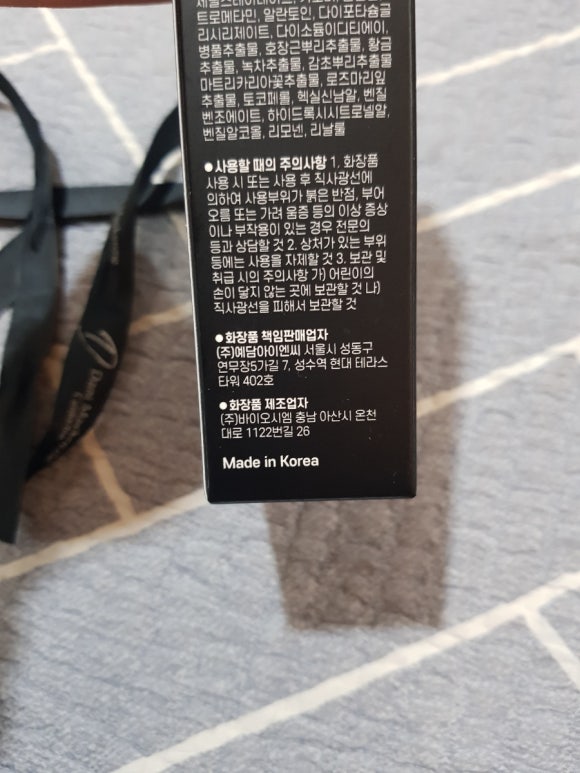 트로메타민, 알란토인, 다이포타슘글
리시리제이트, 다이소듐이디티에이,
병풀추출물, 호장근뿌리추출물, 황금
추출물, 녹차추출물, 감초뿌리추출물
마트리카리아꽃추출물, 로즈마리잎
추출물, 토코페롤, 헥실신남알, 벤질
벤조에이트, 하이드록시시트로넬알,
벤질알코올, 리모넨, 리날룰
●사용할 때의 주의사항 1. 화장품
사용 시 또는 사용 후 직사광선에
의하여 사용부위가 붉은 반점, 부어
오름 또는 가려움증 등의 이상 증상
이나 부작용이 있는 경우 전문의
등과 상담할 것 2. 상처가 있는 부위
등에는 사용을 자제할 것 3. 보관 및
취급 시의 주의사항 가) 어린이의
손이 닿지 않는 곳에 보관할 것 나)
직사광선을 피해서 보관할 것
●화장품 책임판매업자
(주)예담아이엔씨 서울시 성동구
연무장5가길 7, 성수역 현대 테라스
타워 402호
●화장품 제조업자
(주)바이오시엠 충남 아산시 온천
대로 1122번길 26
Made in Korea